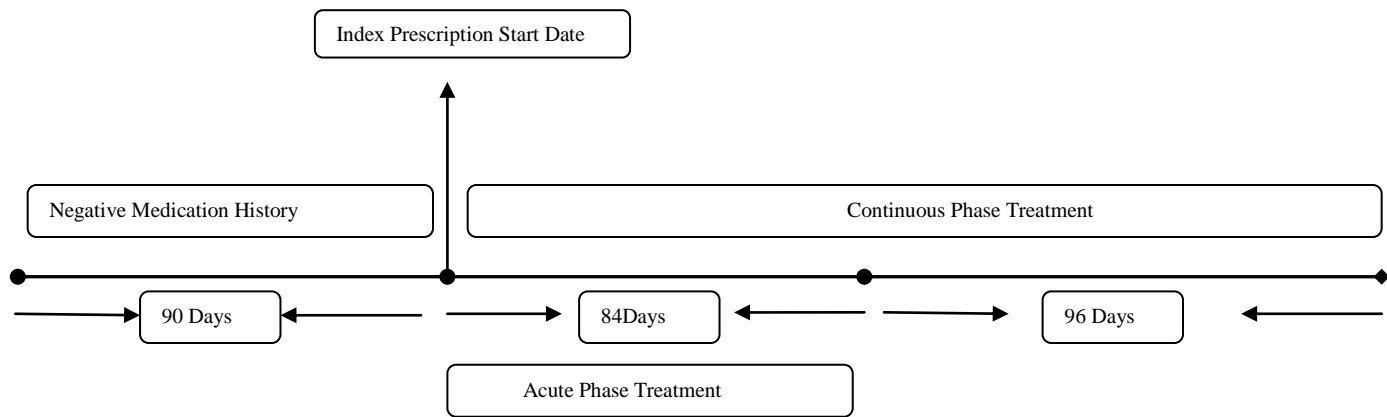 Index Prescription Start Date
Negative Medication History
Continuous Phase Treatment
90 Days
84Days
96 Days
Acute Phase Treatment